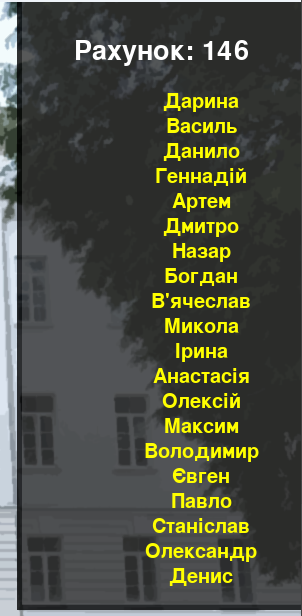 Рахунок: 146
Дарина
Василь
Данило
Геннадій
Артем
Дмитро
Назар
Богдан
В'ячеслав
Микола
Ірина
Анастасія
Олексій
Максим
Володимир
Євген
Павло
Станіслав
Олександр
Денис